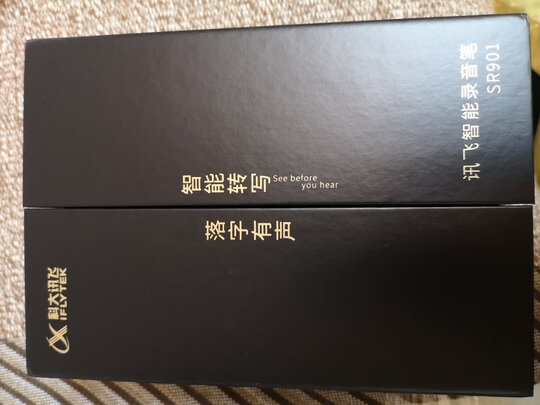 科大讯飞
IFLYTEK
智能转写
See before
you hear
落字有声
讯飞智能录音笔
SR901